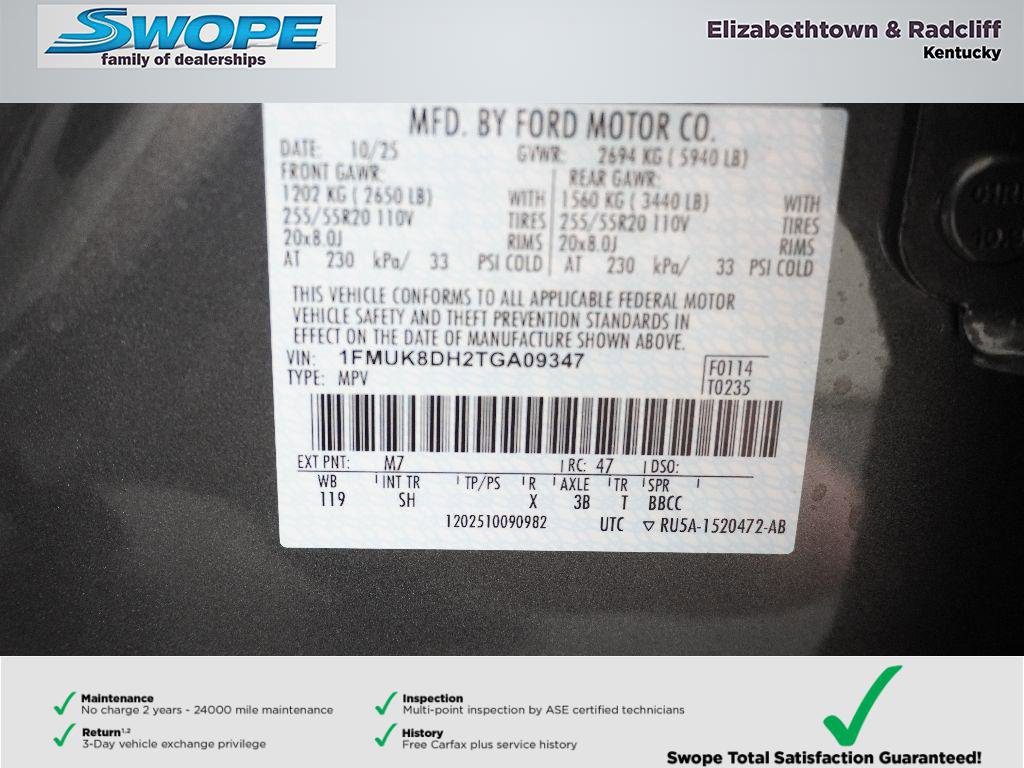 SWOPE
family of dealerships
Elizabethtown & Radcliff
Kentucky
MFD. BY FORD MOTOR CO.
DATE: 10/25 GVWR: 2694 KG ( 5940 LB)
FRONT GAWR: REAR GAWR:
1202 KG ( 2650 LB) WITH 1560 KG ( 3440 LB) WITH
255/55R20 110V TIRES 255/55R20 110V TIRES
20x8.0J RIMS 20x8.0J RIMS
AT 230 kPa/ 33 PSI COLD AT 230 kPa/ 33 PSI COLD
THIS VEHICLE CONFORMS TO ALL APPLICABLE FEDERAL MOTOR
VEHICLE SAFETY AND THEFT PREVENTION STANDARDS IN
EFFECT ON THE DATE OF MANUFACTURE SHOWN ABOVE.
VIN: 1FMUK8DH2TGA09347
TYPE: MPV
F0114
T0235
EXT PNT: M7 RC: 47 DSO:
WB INT TR TP/PS R AXLE TR SPR
119 SH X 3B T BBCC
1202510090982 UTC ▽ RU5A-1520472-AB
Maintenance
No charge 2 years - 24000 mile maintenance
Return¹·²
3-Day vehicle exchange privilege
Inspection
Multi-point inspection by ASE certified technicians
History
Free Carfax plus service history
Swope Total Satisfaction Guaranteed!